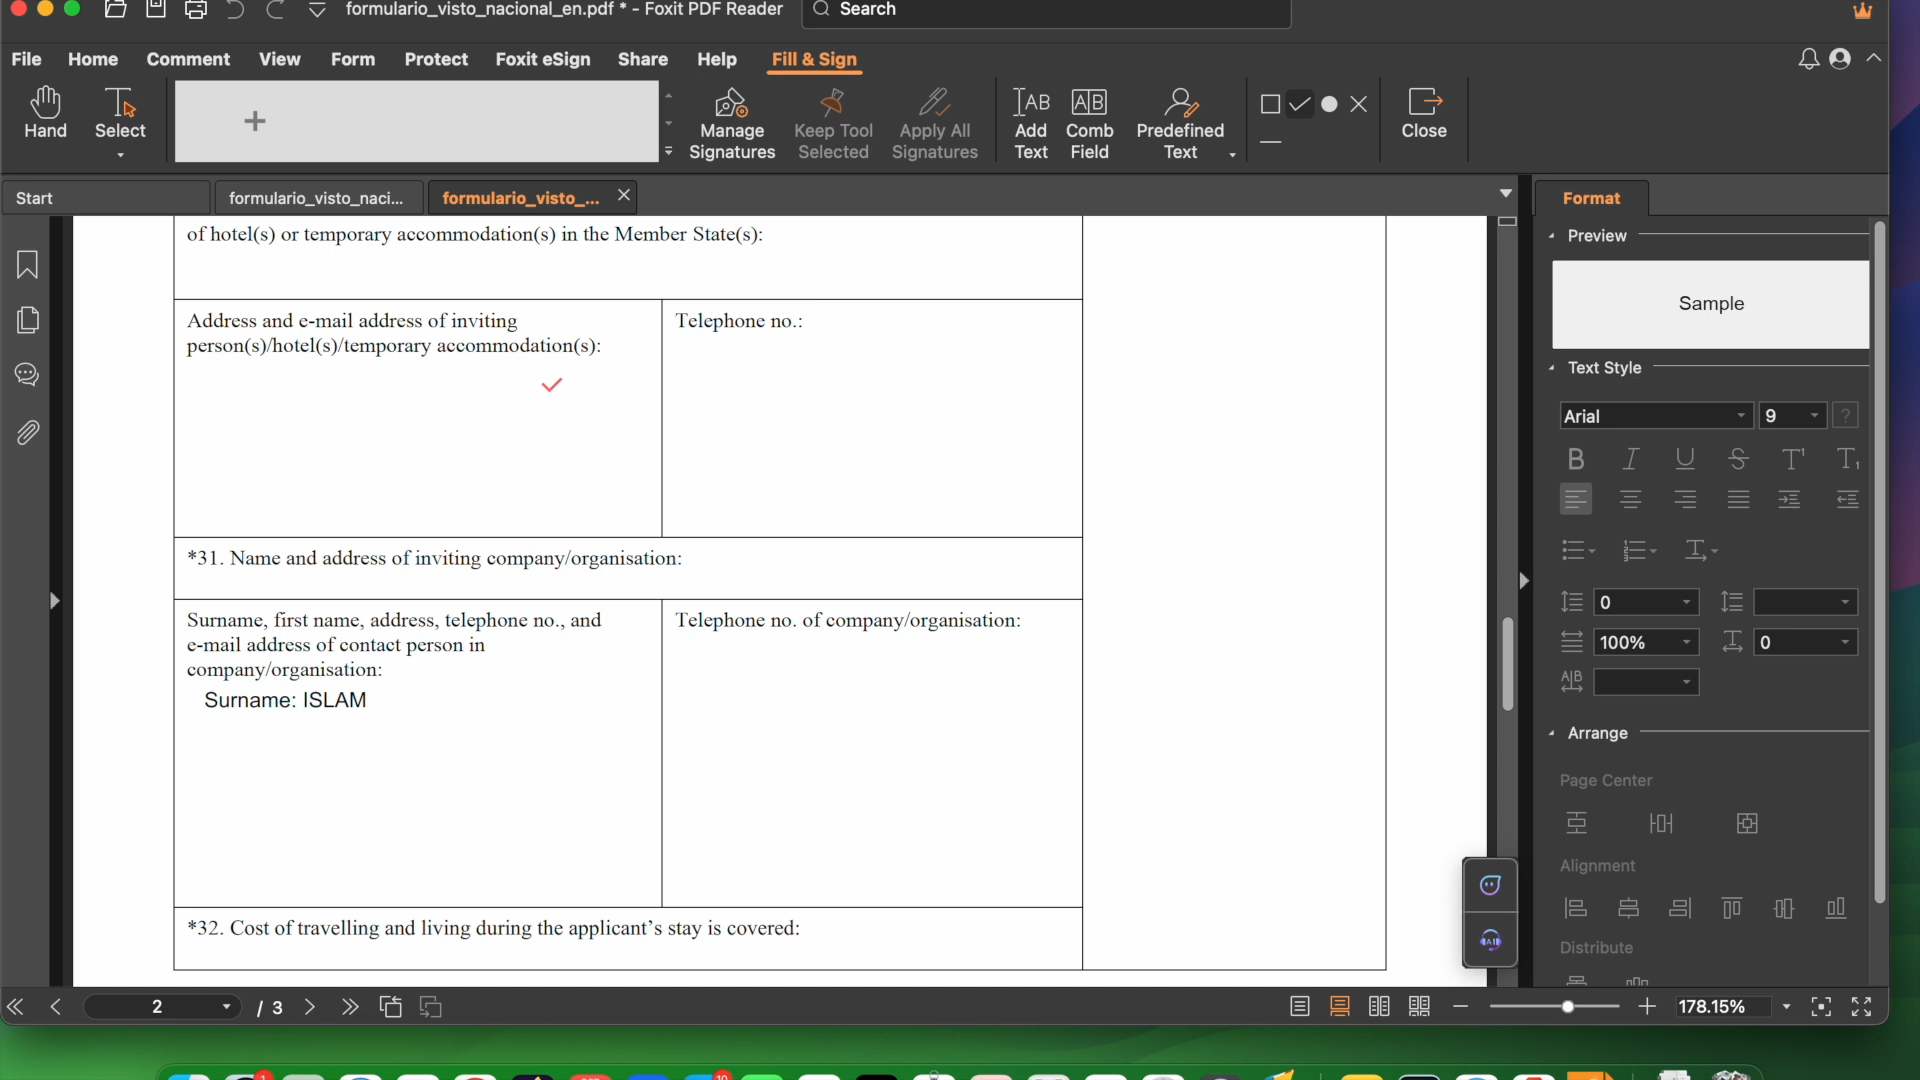 formulario_visto_nacional_en.pdf * - Foxit PDF Reader
Search
File Home Comment View Form Protect Foxit eSign Share Help Fill & Sign
Hand
Select
Manage Signatures
Keep Tool Selected
Apply All Signatures
Add Text
Comb Field
Predefined Text
Close
Start
formulario_visto_naci...
formulario_visto_...
Format
of hotel(s) or temporary accommodation(s) in the Member State(s):
Address and e-mail address of inviting
person(s)/hotel(s)/temporary accommodation(s):
Telephone no.:
*31. Name and address of inviting company/organisation:
Surname, first name, address, telephone no., and
e-mail address of contact person in
company/organisation:
Surname: ISLAM
Telephone no. of company/organisation:
*32. Cost of travelling and living during the applicant’s stay is covered:
Preview
Sample
Text Style
Arial
9
0
100%
0
Arrange
Page Center
Alignment
Distribute
2
/ 3
178.15%
1
10